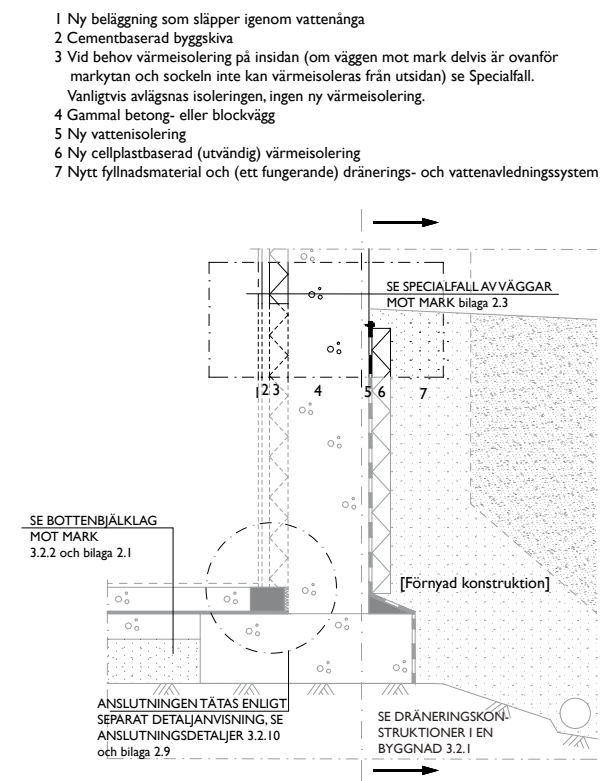 1 Ny beläggning som släpper igenom vattenånga
2 Cementbaserad byggskiva
3 Vid behov värmeisolering på insidan (om väggen mot mark delvis är ovanför
markytan och sockeln inte kan värmeisoleras från utsidan) se Specialfall.
Vanligtvis avlägsnas isoleringen, ingen ny värmeisolering.
4 Gammal betong- eller blockvägg
5 Ny vattenisolering
6 Ny cellplastbaserad (utvändig) värmeisolering
7 Nytt fyllnadsmaterial och (ett fungerande) dränerings- och vattenavledningssystem
SE SPECIALFALL AV VÄGGAR
MOT MARK bilaga 2.3
1 2 3 4 5 6 7
SE BOTTENBJÄLKLAG
MOT MARK
3.2.2 och bilaga 2.1
[Förnyad konstruktion]
ANSLUTNINGEN TÄTAS ENLIGT
SEPARAT DETALJANVISNING, SE
ANSLUTNINGSDETALJER 3.2.10
och bilaga 2.9
SE DRÄNERINGSKON-
STRUKTIONER I EN
BYGGNAD 3.2.1